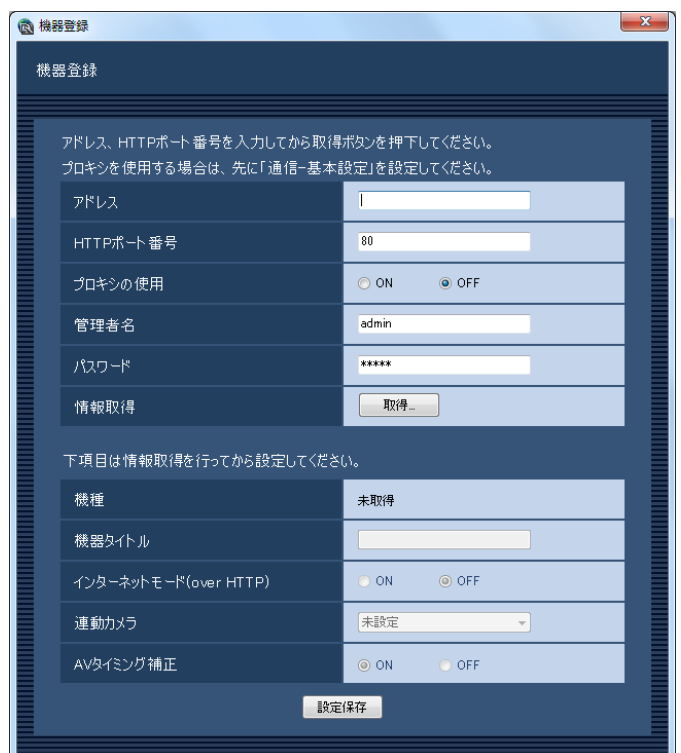 機器登録
機器登録
アドレス、HTTPポート番号を入力してから取得ボタンを押下してください。
プロキシを使用する場合は、先に「通信-基本設定」を設定してください。
アドレス
HTTPポート番号 80
プロキシの使用 ON OFF
管理者名 admin
パスワード *****
情報取得 取得...
下項目は情報取得を行ってから設定してください。
機種 未取得
機器タイトル
インターネットモード(over HTTP) ON OFF
連動カメラ 未設定
AVタイミング補正 ON OFF
設定保存